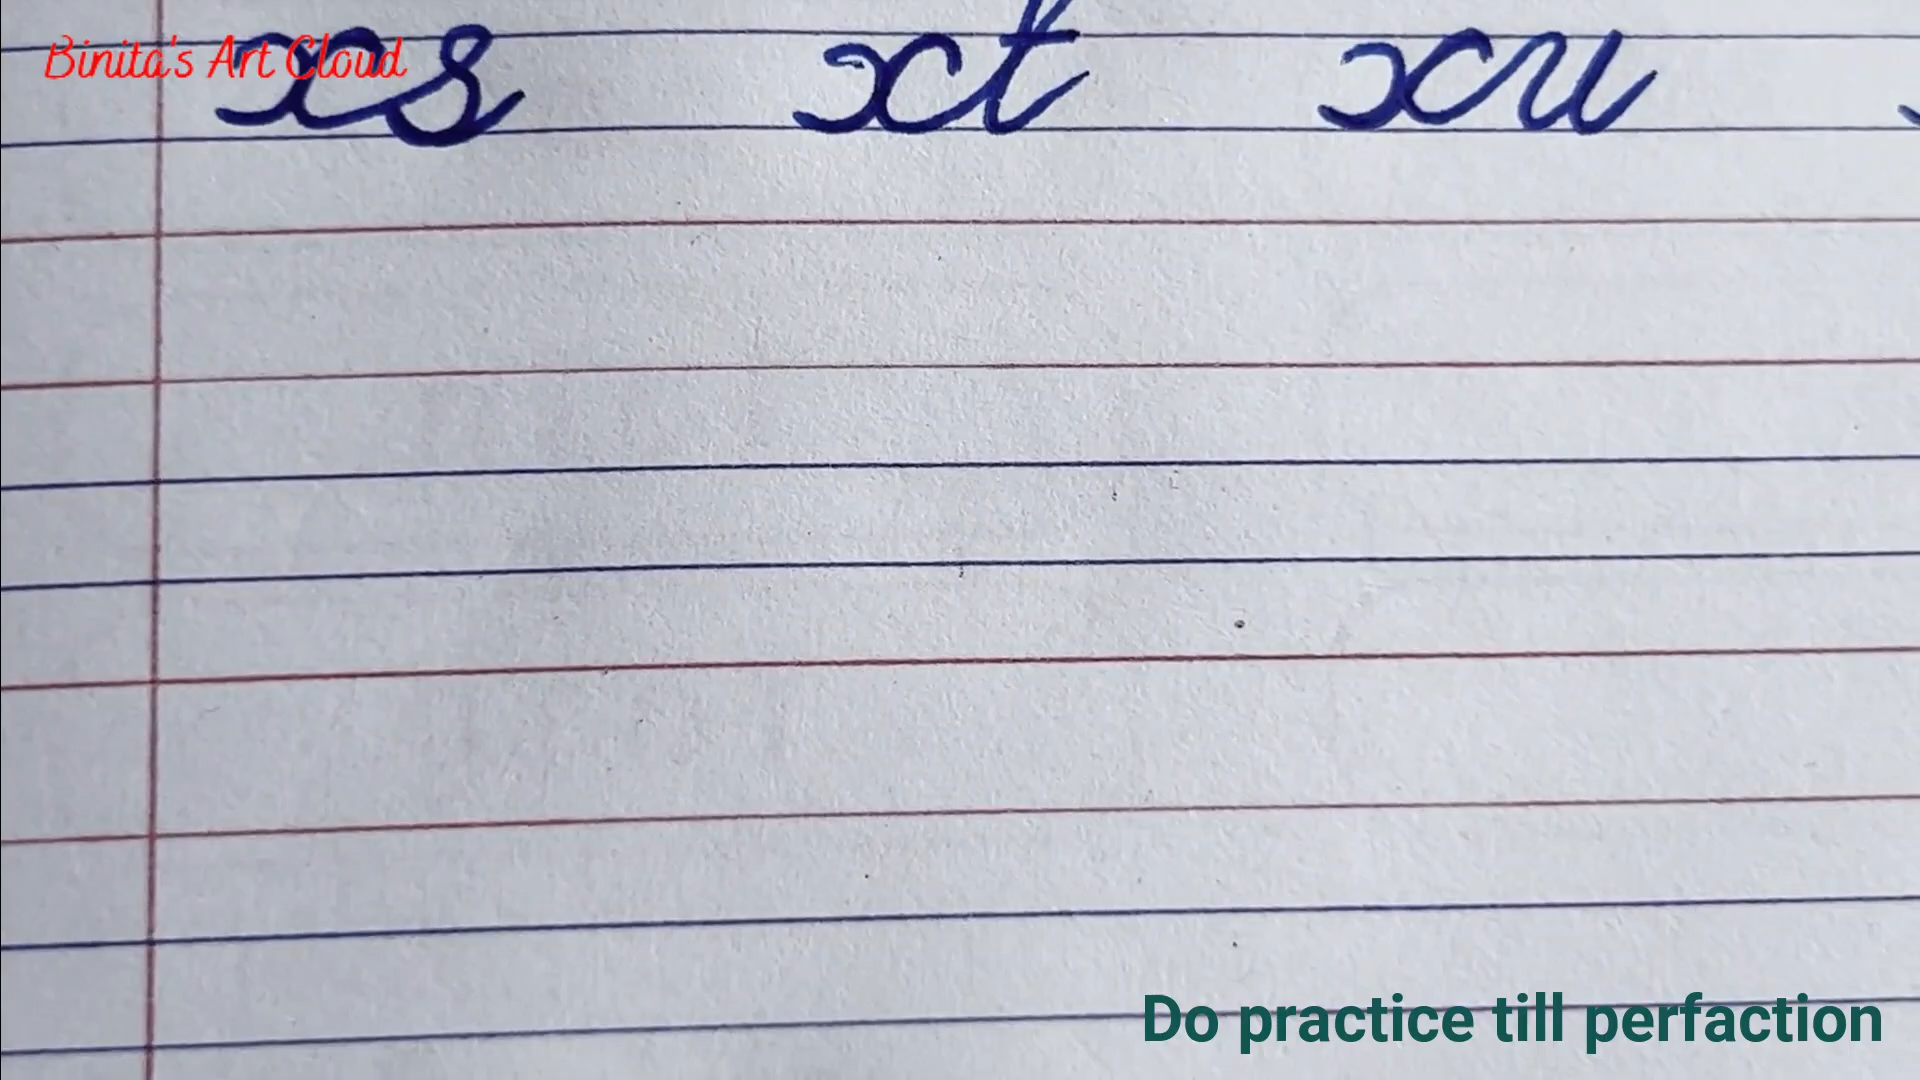 Binita's Art Cloud
xs xt xu
Do practice till perfaction